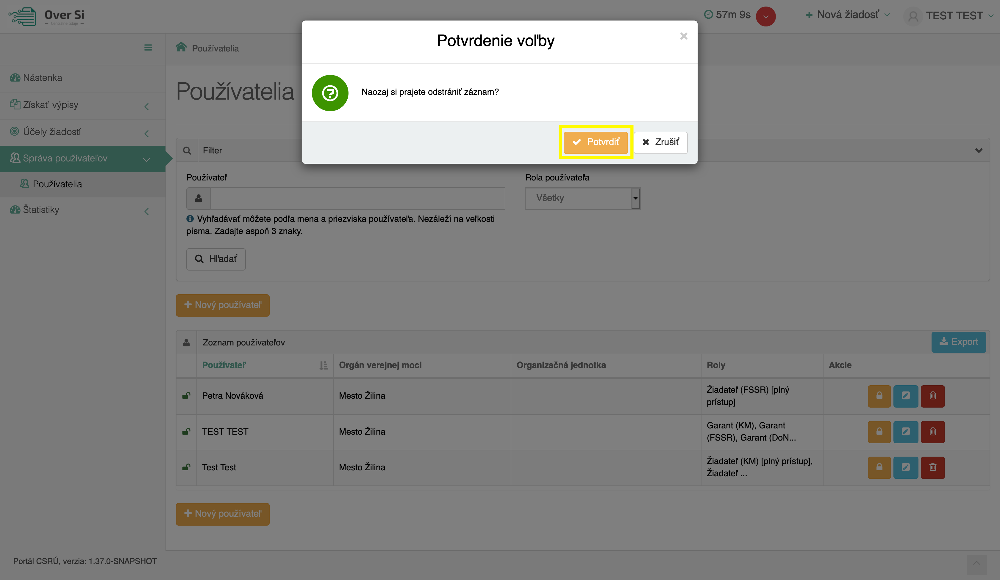 Over Si
Centrálne údaje
57m 9s
Nová žiadosť
TEST TEST
Potvrdenie voľby
Naozaj si prajete odstrániť záznam?
Potvrdiť
Zrušiť
Používatelia
Nástenka
Získať výpisy
Účely žiadostí
Správa používateľov
Používatelia
Štatistiky
Používatelia
Filter
Používateľ
Rola používateľa
Všetky
Vyhľadávať môžete podľa mena a priezviska používateľa. Nezáleží na veľkosti
písma. Zadajte aspoň 3 znaky.
Hľadať
Nový používateľ
Zoznam používateľov
Export
Používateľ Orgán verejnej moci Organizačná jednotka Roly Akcie
Petra Nováková Mesto Žilina Žiadateľ (FSSR) [plný
prístup]
TEST TEST Mesto Žilina Garant (KM), Garant
(FSSR), Garant (DoN...
Test Test Mesto Žilina Žiadateľ (KM) [plný prístup],
Žiadateľ ...
Nový používateľ
Portál CSRÚ, verzia: 1.37.0-SNAPSHOT